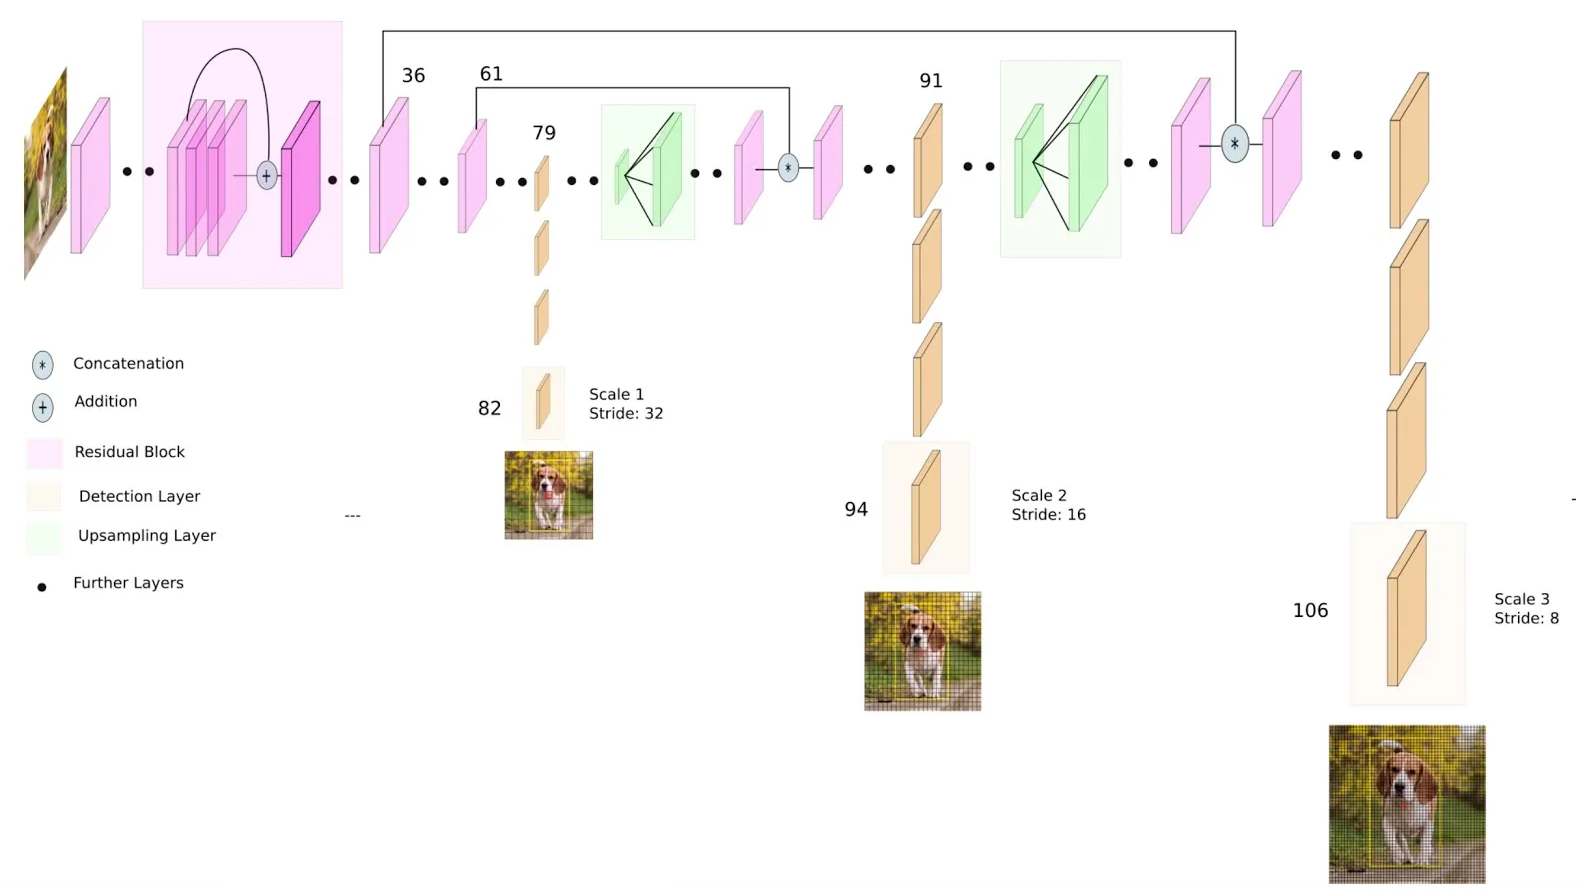 36
61
91
79
Concatenation
Addition
Residual Block
Detection Layer
Upsampling Layer
Further Layers
---
82
Scale 1
Stride: 32
94
Scale 2
Stride: 16
106
Scale 3
Stride: 8